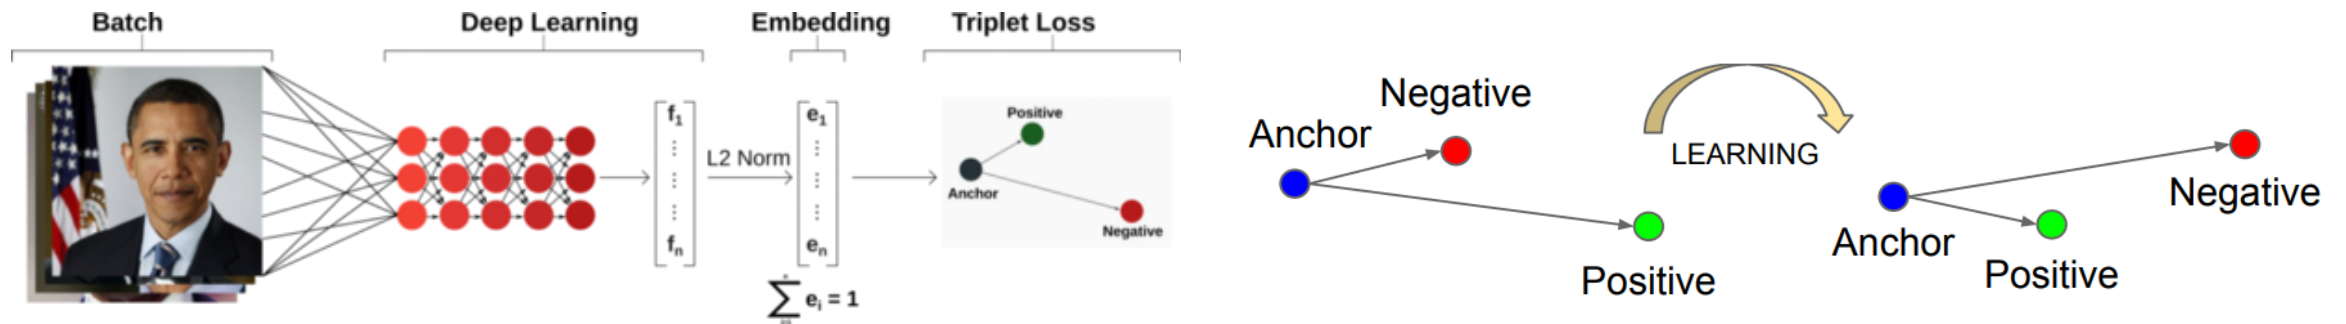 Batch
Deep Learning
Embedding
Triplet Loss
f1
⋮
⋮
⋮
fn
L2 Norm
e1
⋮
⋮
⋮
en
∑ ei = 1
Positive
Anchor
Negative
Negative
Anchor
Positive
LEARNING
Negative
Anchor
Positive